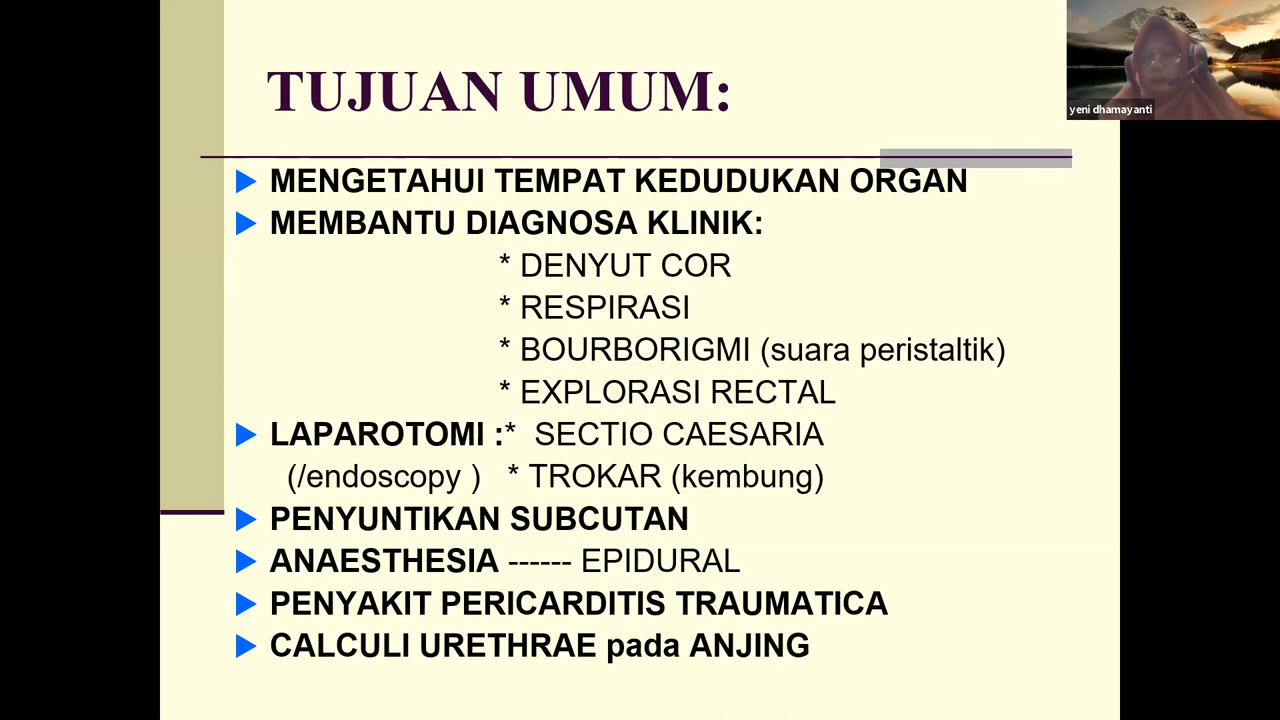 TUJUAN UMUM:
yeni dhamayanti
MENGETAHUI TEMPAT KEDUDUKAN ORGAN
MEMBANTU DIAGNOSA KLINIK:
* DENYUT COR
* RESPIRASI
* BOURBORIGMI (suara peristaltik)
* EXPLORASI RECTAL
LAPAROTOMI :* SECTIO CAESARIA
(/endoscopy ) * TROKAR (kembung)
PENYUNTIKAN SUBCUTAN
ANAESTHESIA ------ EPIDURAL
PENYAKIT PERICARDITIS TRAUMATICA
CALCULI URETHRAE pada ANJING